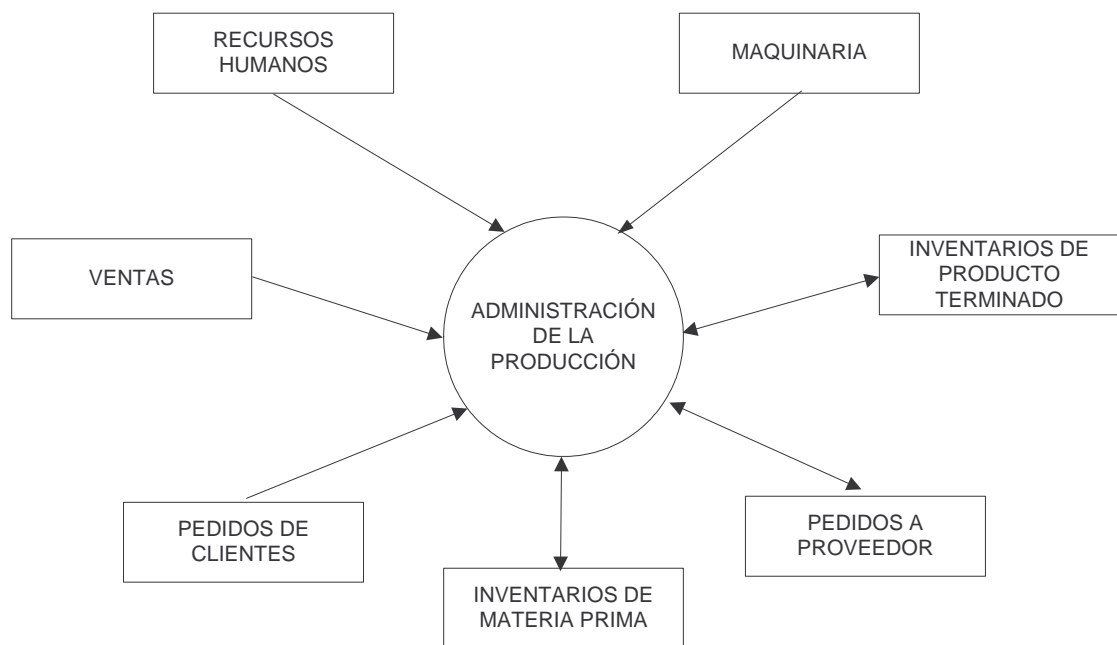 RECURSOS
HUMANOS
MAQUINARIA
VENTAS
ADMINISTRACIÓN
DE LA
PRODUCCIÓN
INVENTARIOS DE
PRODUCTO
TERMINADO
PEDIDOS DE
CLIENTES
INVENTARIOS DE
MATERIA PRIMA
PEDIDOS A
PROVEEDOR